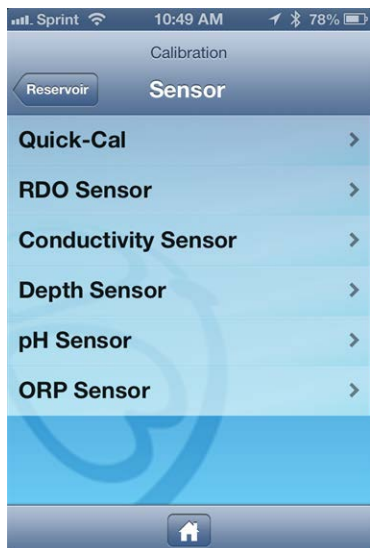 Sprint 10:49 AM 78%
Calibration
Reservoir Sensor
Quick-Cal
RDO Sensor
Conductivity Sensor
Depth Sensor
pH Sensor
ORP Sensor